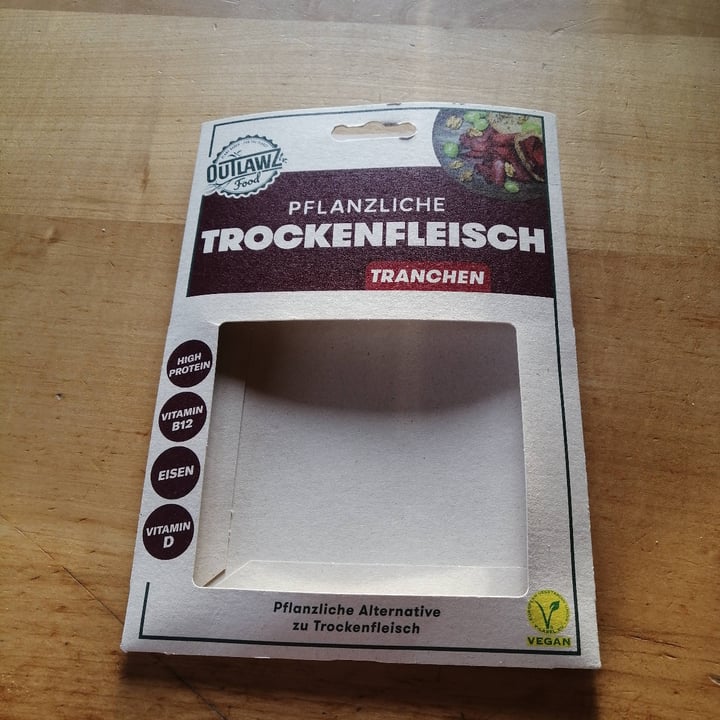 OUTLAWZ
Food
PFLANZLICHE
TROCKENFLEISCH
TRANCHEN
HIGH
PROTEIN
VITAMIN
B12
EISEN
VITAMIN
D
Pflanzliche Alternative
zu Trockenfleisch
VEGAN